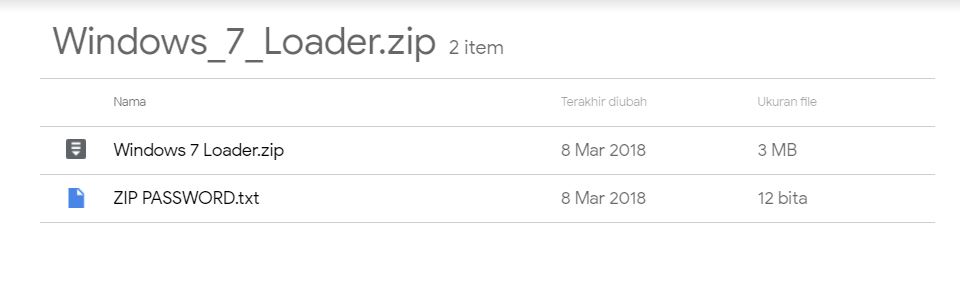 Windows_7_Loader.zip 2 item
Nama Terakhir diubah Ukuran file
Windows 7 Loader.zip 8 Mar 2018 3 MB
ZIP PASSWORD.txt 8 Mar 2018 12 bita